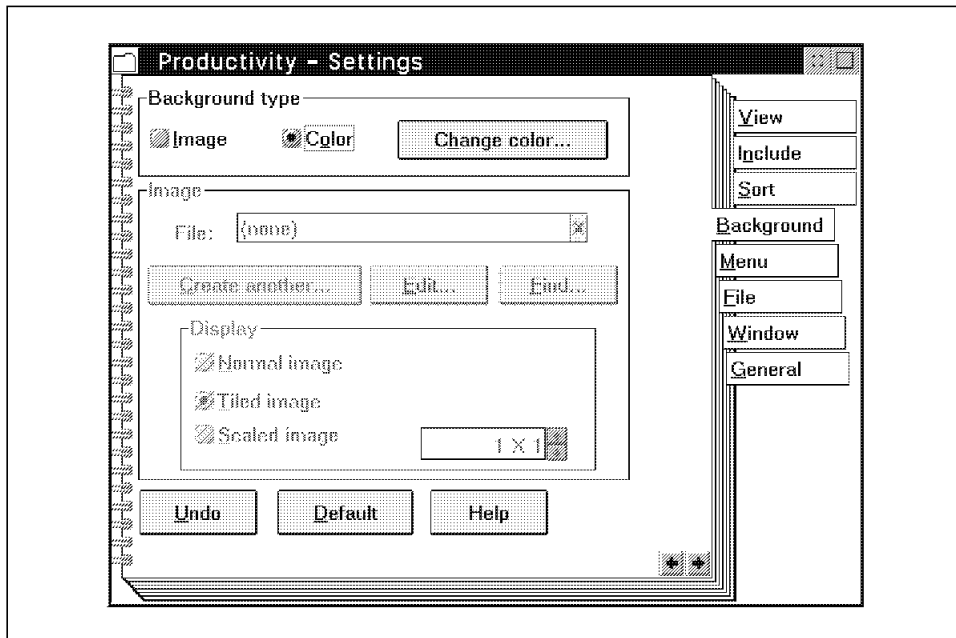 Productivity - Settings
Background type
Image
Color
Change color...
Image
File:
(none)
Create another...
Edit...
Find...
Display
Normal image
Tiled image
Scaled image
1 X 1
Undo
Default
Help
View
Include
Sort
Background
Menu
File
Window
General